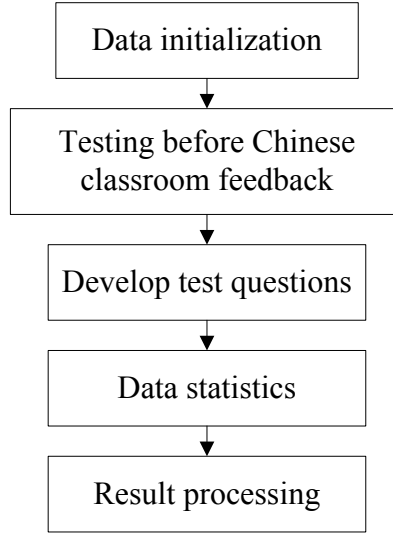 Data initialization
Testing before Chinese
classroom feedback
Develop test questions
Data statistics
Result processing